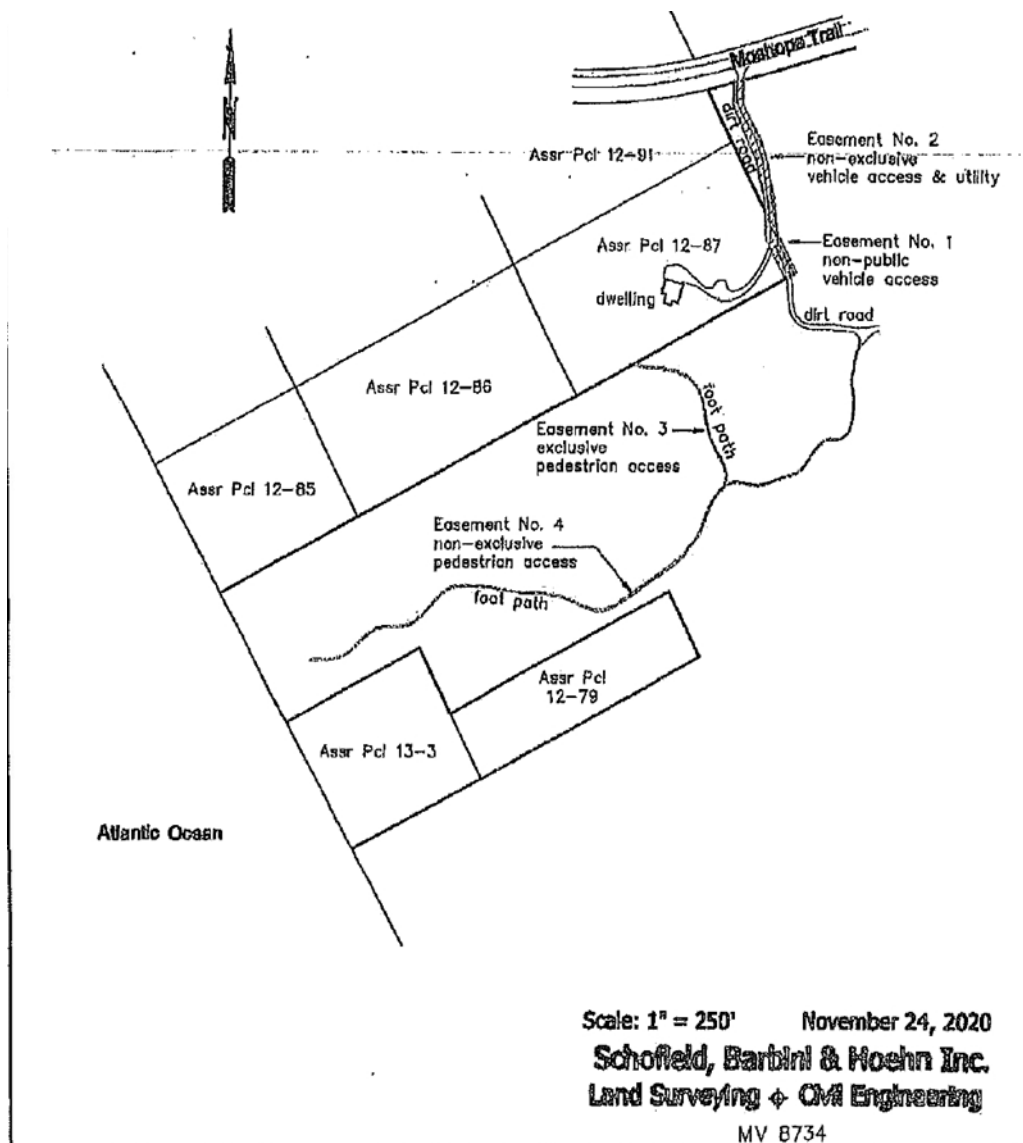 Moshops Trail
N
dirt road
Assr Pcl 12-91
Easement No. 2
non-exclusive
vehicle access & utility
Assr Pcl 12-87
dwelling
Easement No. 1
non-public
vehicle access
dirt road
Assr Pcl 12-86
foot path
Easement No. 3
exclusive
pedestrian access
Assr Pcl 12-85
Easement No. 4
non-exclusive
pedestrian access
foot path
Assr Pcl
12-79
Assr Pcl 13-3
Atlantic Ocean
Scale: 1" = 250' November 24, 2020
Schofield, Barbini & Hoehn Inc.
Land Surveying ⌖ Civil Engineering
MV 8734